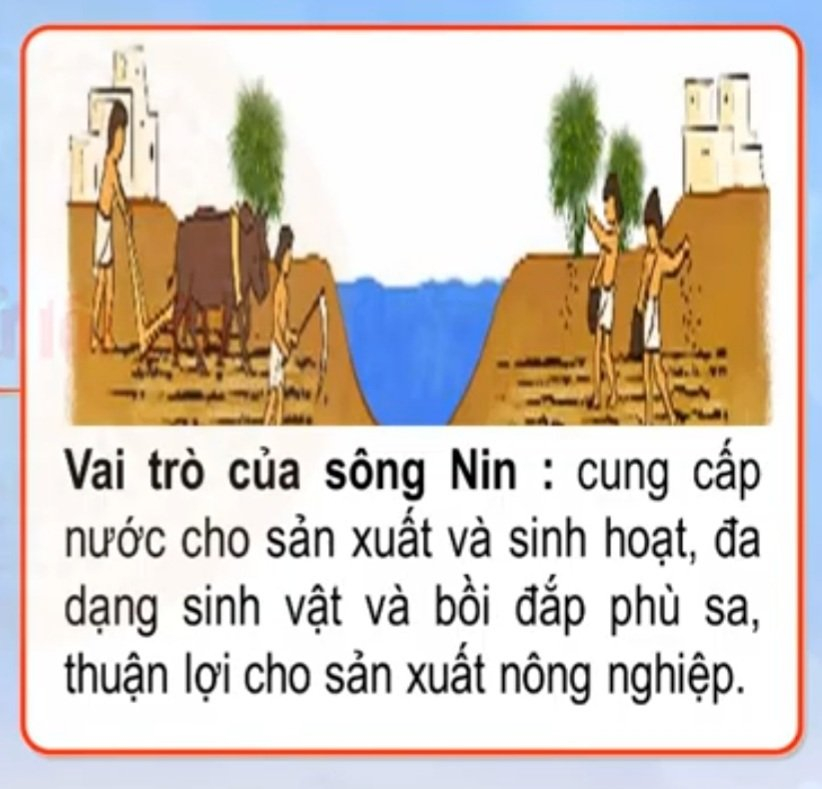 Vai trò của sông Nin : cung cấp
nước cho sản xuất và sinh hoạt, đa
dạng sinh vật và bồi đắp phù sa,
thuận lợi cho sản xuất nông nghiệp.